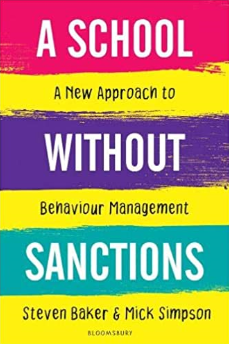 A SCHOOL
A New Approach to
WITHOUT
Behaviour Management
SANCTIONS
Steven Baker & Mick Simpson
BLOOMSBURY